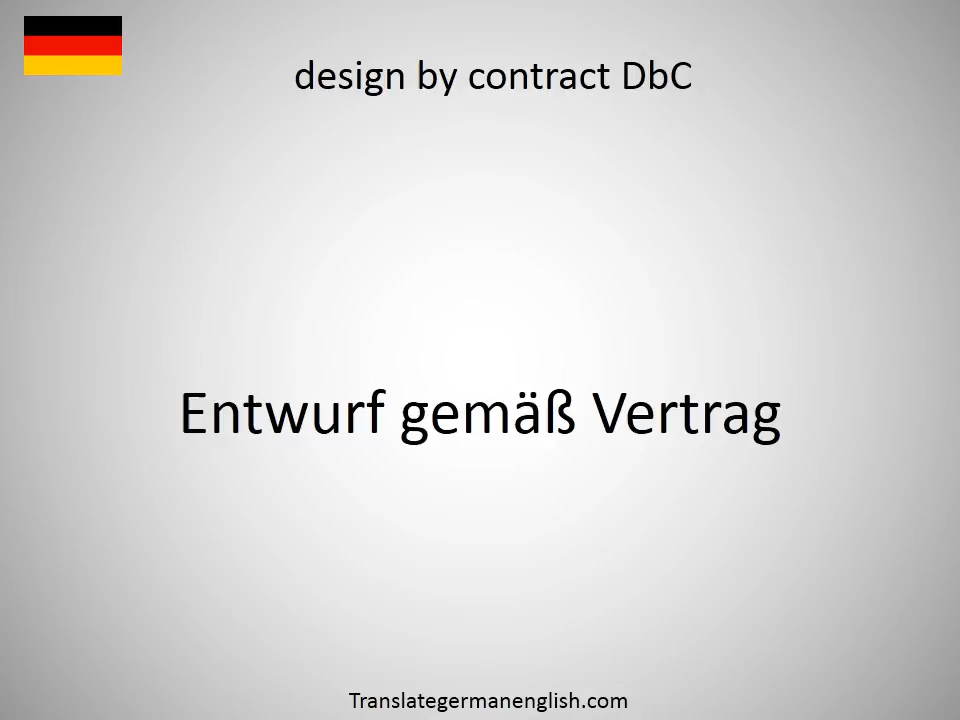 design by contract DbC
Entwurf gemäß Vertrag
Translategermanenglish.com